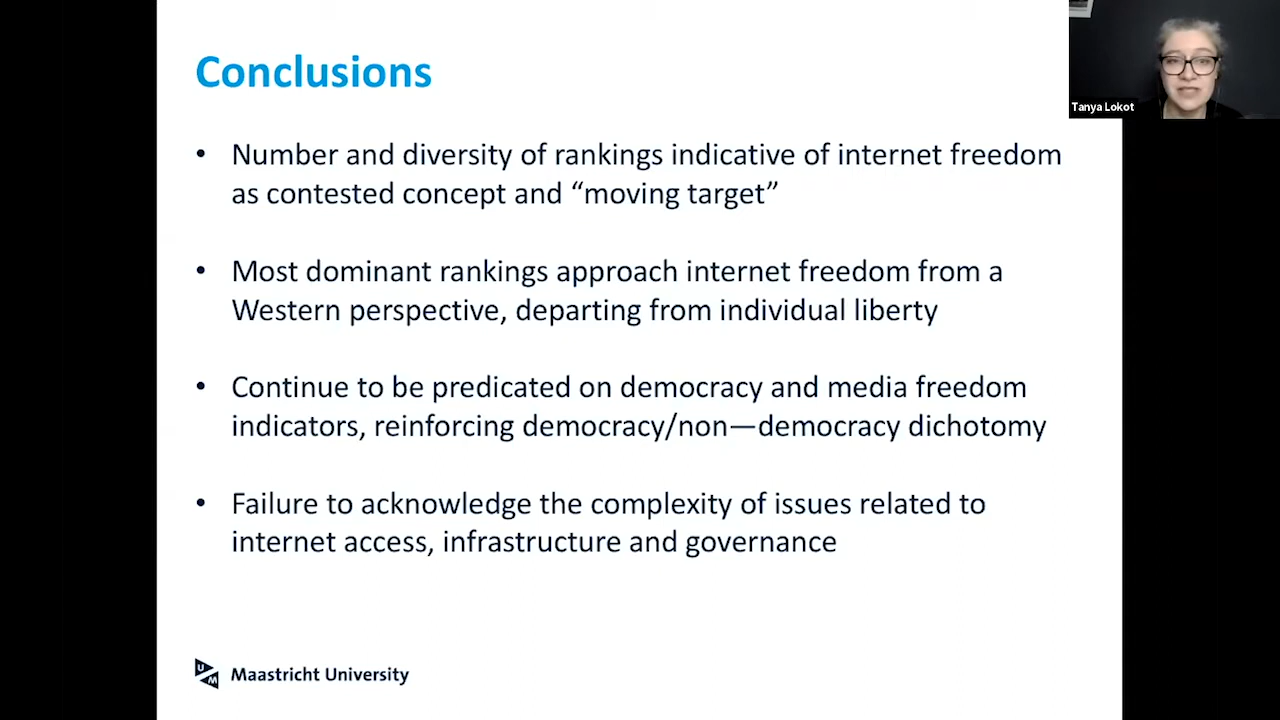 Conclusions
Tanya Lokot
• Number and diversity of rankings indicative of internet freedom
as contested concept and “moving target”
• Most dominant rankings approach internet freedom from a
Western perspective, departing from individual liberty
• Continue to be predicated on democracy and media freedom
indicators, reinforcing democracy/non—democracy dichotomy
• Failure to acknowledge the complexity of issues related to
internet access, infrastructure and governance
UM Maastricht University